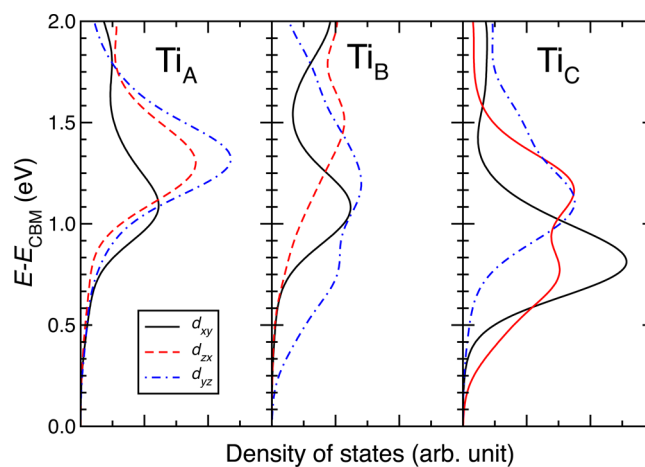 2.0
1.5
1.0
0.5
0.0
E-E_CBM (eV)
Ti_A
Ti_B
Ti_C
d_xy
d_zx
d_yz
Density of states (arb. unit)